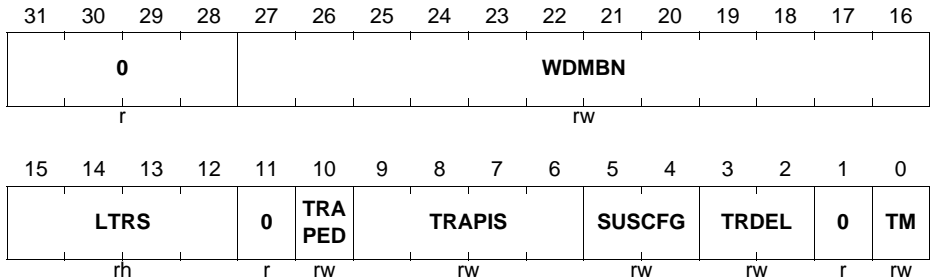 31 30 29 28 27 26 25 24 23 22 21 20 19 18 17 16
0 WDMBN
r rw
15 14 13 12 11 10 9 8 7 6 5 4 3 2 1 0
LTRS 0 TRA PED TRAPIS SUSCFG TRDEL 0 TM
rh r rw rw rw rw r rw